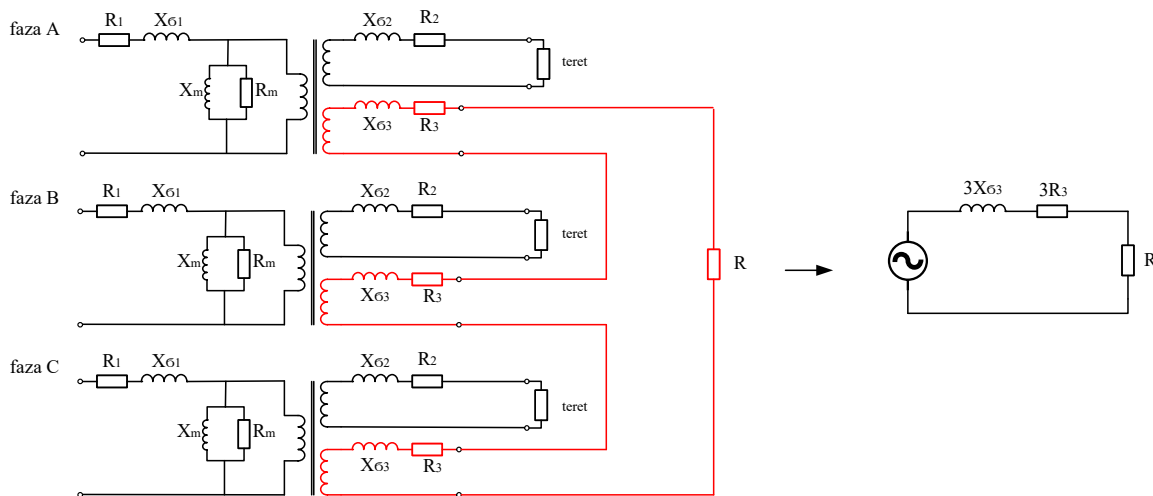 faza A
R1 Xσ1
Xσ2 R2
Xm Rm
teret
Xσ3 R3
faza B
R1 Xσ1
Xσ2 R2
Xm Rm
teret
Xσ3 R3
R
3Xσ3 3R3
R
faza C
R1 Xσ1
Xσ2 R2
Xm Rm
teret
Xσ3 R3